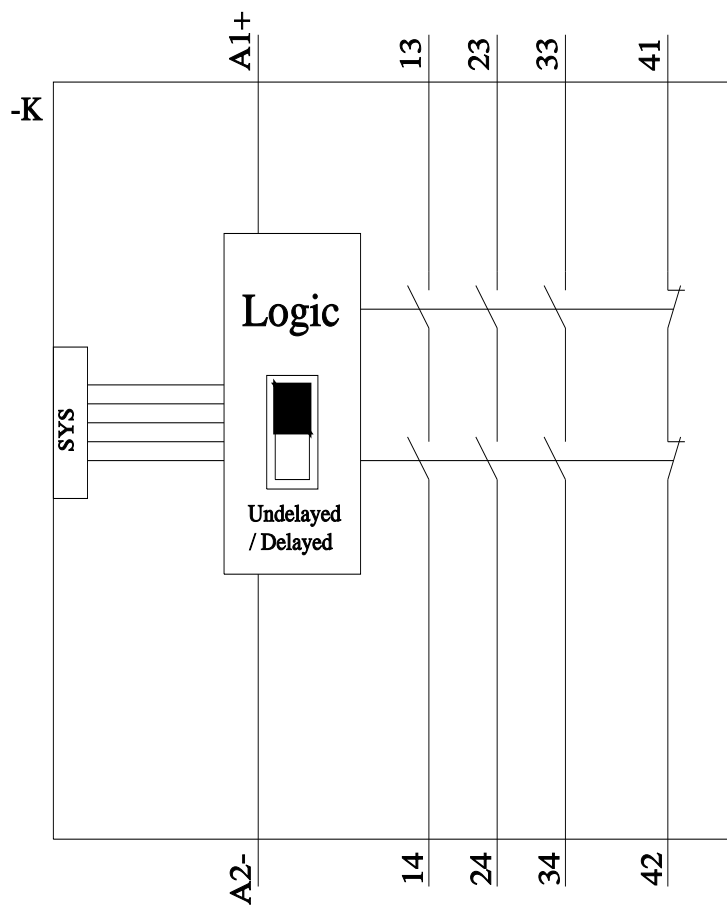 A1+
13
23
33
41
-K
Logic
SYS
Undelayed
/ Delayed
A2-
14
24
34
42